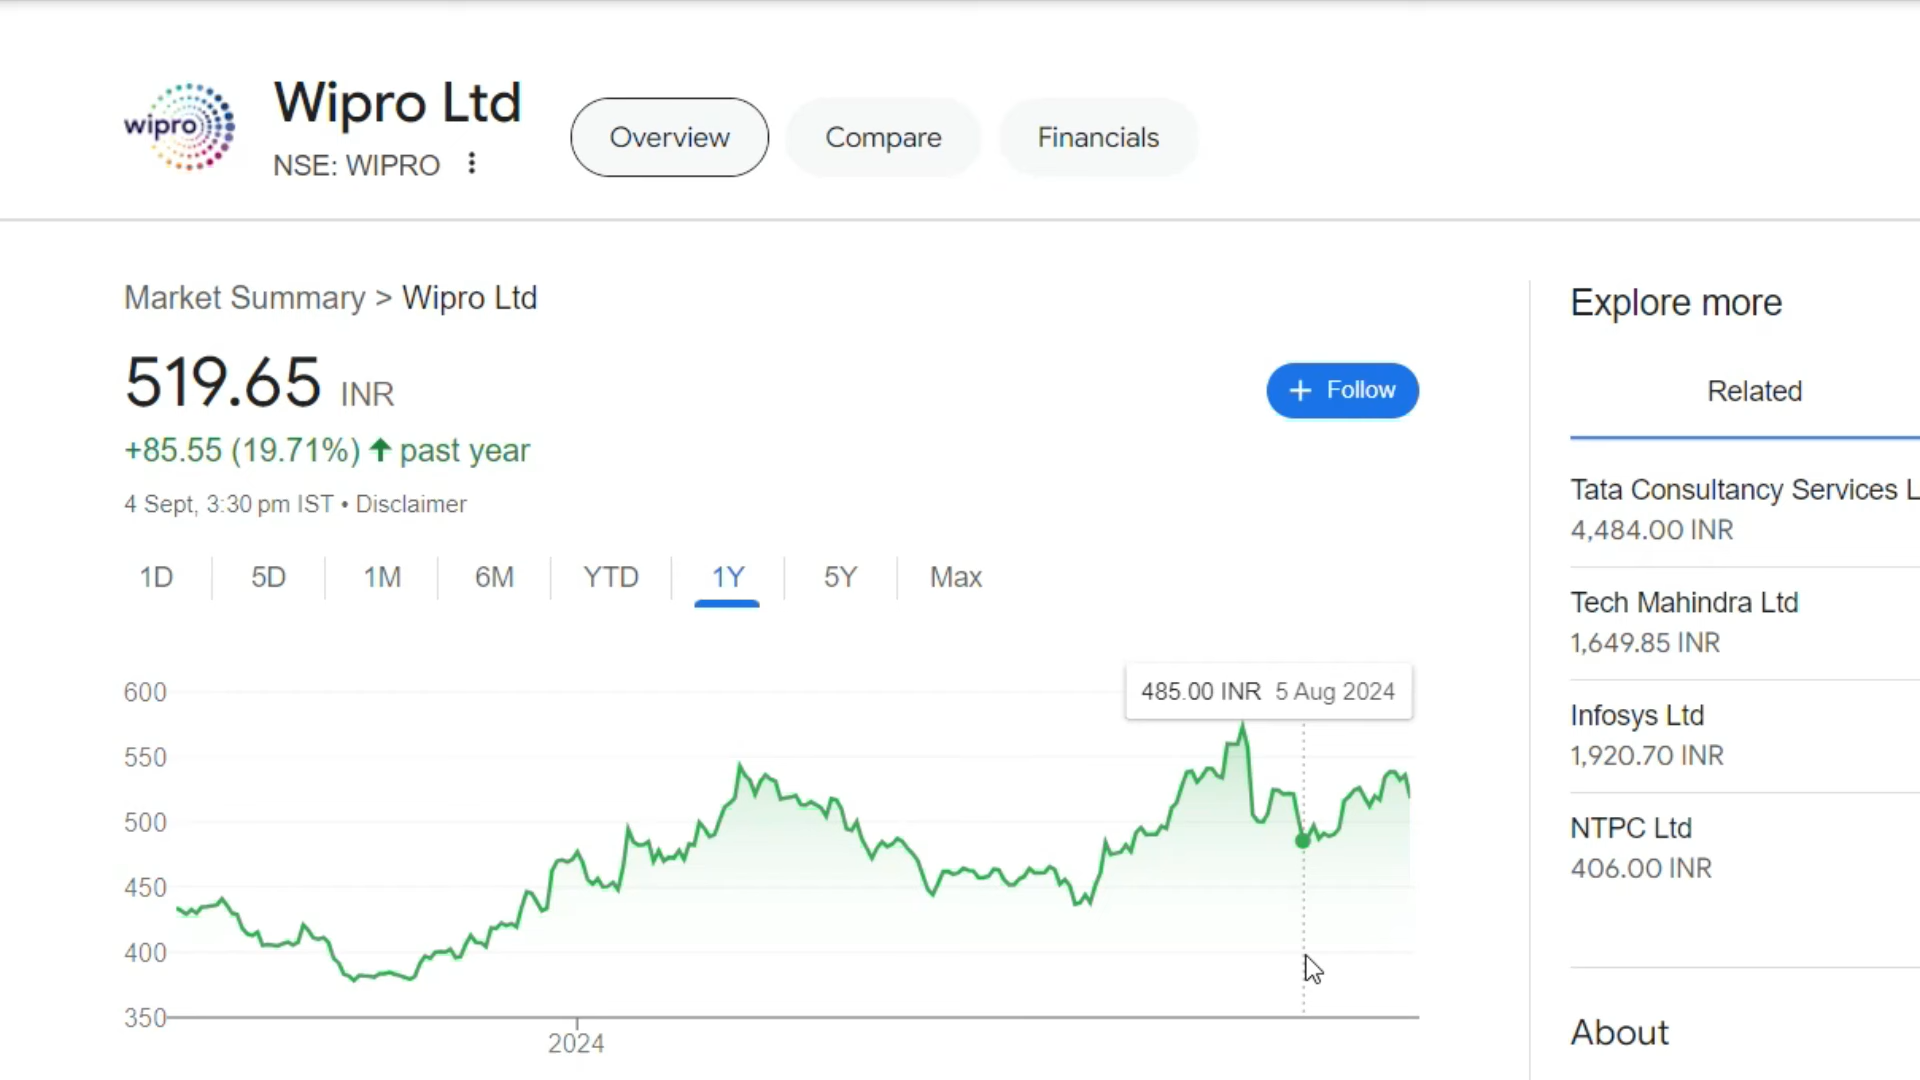 wipro
Wipro Ltd
NSE: WIPRO
Overview
Compare
Financials
Market Summary > Wipro Ltd
519.65 INR
+85.55 (19.71%) ↑ past year
4 Sept, 3:30 pm IST • Disclaimer
+ Follow
1D
5D
1M
6M
YTD
1Y
5Y
Max
485.00 INR 5 Aug 2024
600
550
500
450
400
350
2024
Explore more
Related
Tata Consultancy Services L
4,484.00 INR
Tech Mahindra Ltd
1,649.85 INR
Infosys Ltd
1,920.70 INR
NTPC Ltd
406.00 INR
About